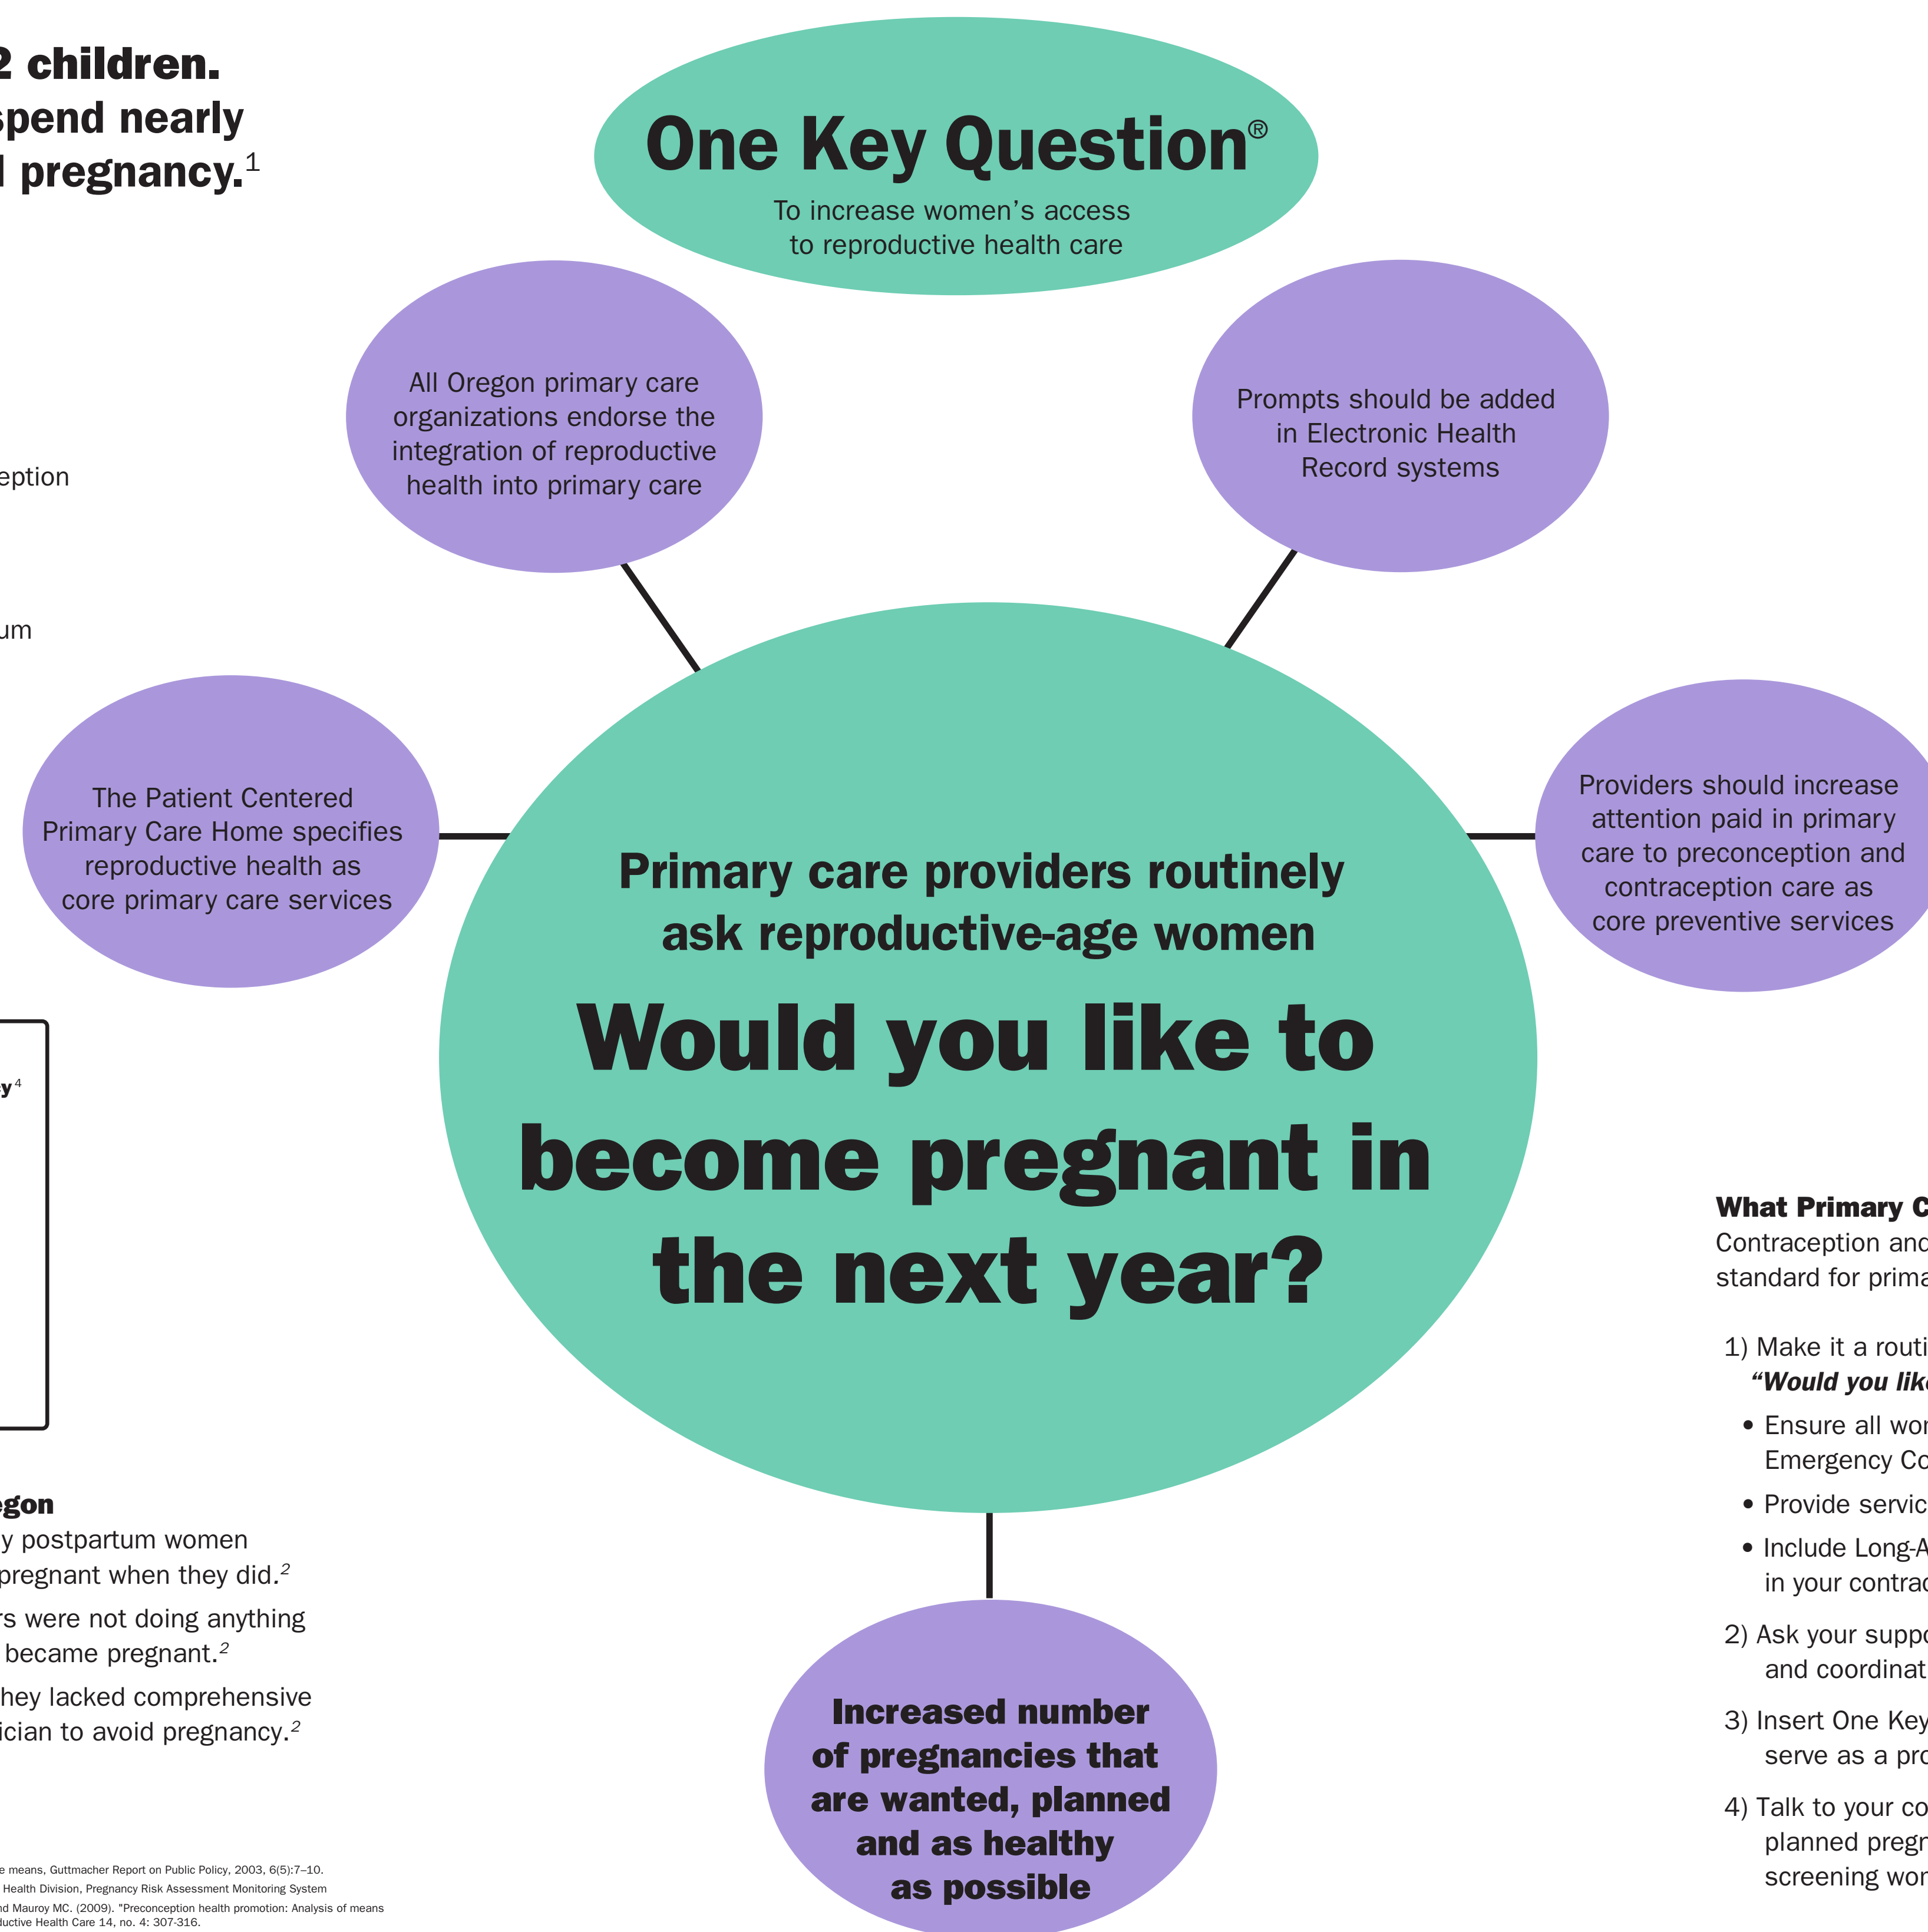 2 children.
spend nearly
pregnancy.1
One Key Question®
To increase women's access
to reproductive health care
All Oregon primary care
organizations endorse the
integration of reproductive
health into primary care
Prompts should be added
in Electronic Health
Record systems
eption
um
The Patient Centered
Primary Care Home specifies
reproductive health as
core primary care services
Providers should increase
attention paid in primary
care to preconception and
contraception care as
core preventive services
Primary care providers routinely
ask reproductive-age women
Would you like to
become pregnant in
the next year?
y 4
egon
y postpartum women
pregnant when they did.2
rs were not doing anything
became pregnant.2
hey lacked comprehensive
ician to avoid pregnancy.2
Increased number
of pregnancies that
are wanted, planned
and as healthy
as possible
What Primary C
Contraception and
standard for prima
1) Make it a routi
“Would you like
• Ensure all wor
Emergency Co
• Provide servic
• Include Long-A
in your contrac
2) Ask your suppo
and coordinat
3) Insert One Key
serve as a pro
4) Talk to your co
planned pregn
screening wor
e means, Guttmacher Report on Public Policy, 2003, 6(5):7–10.
Health Division, Pregnancy Risk Assessment Monitoring System
nd Mauroy MC. (2009). "Preconception health promotion: Analysis of means
ductive Health Care 14, no. 4: 307-316.